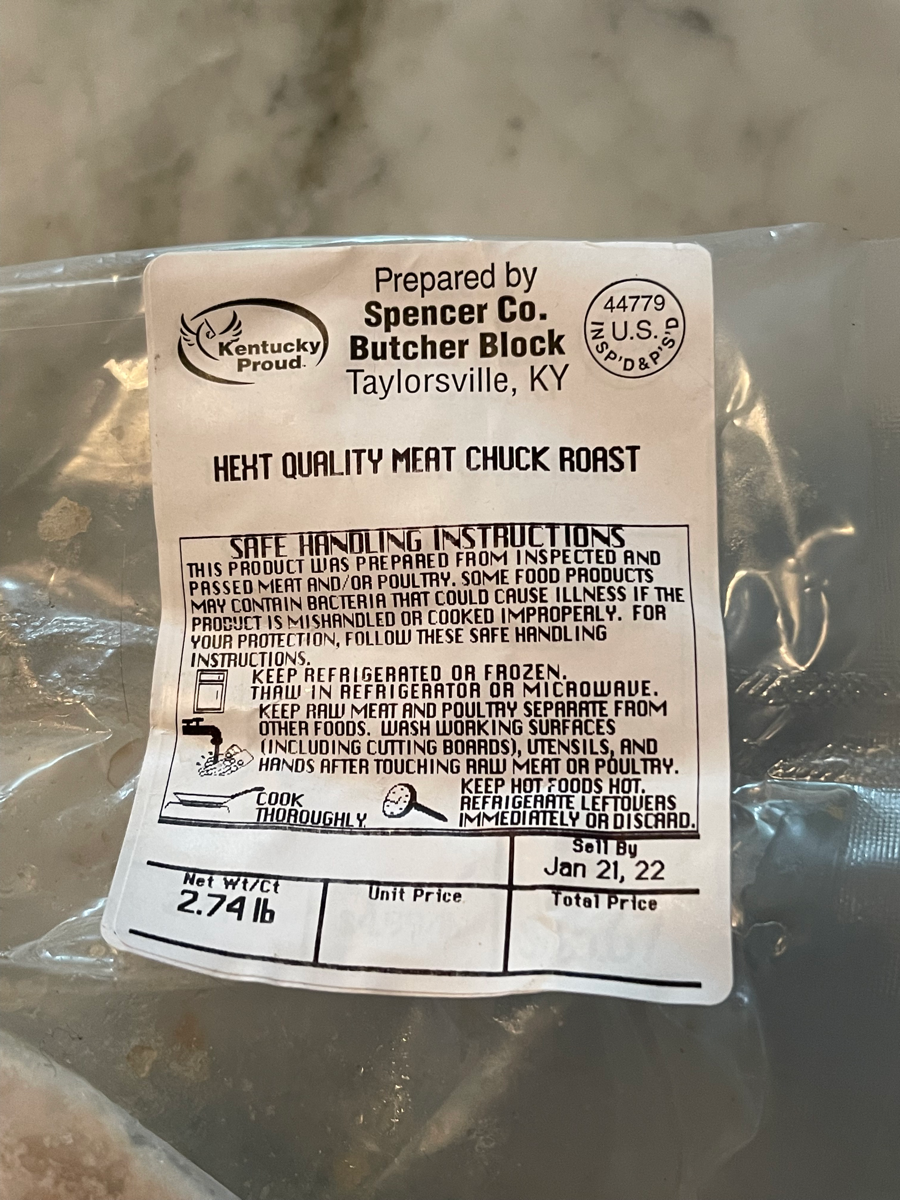 Prepared by
Spencer Co.
Butcher Block
Taylorsville, KY
Kentucky
Proud.
44779
U.S.
INSP'D & P'S'D
HEXT QUALITY MEAT CHUCK ROAST
SAFE HANDLING INSTRUCTIONS
THIS PRODUCT WAS PREPARED FROM INSPECTED AND
PASSED MEAT AND/OR POULTRY. SOME FOOD PRODUCTS
MAY CONTAIN BACTERIA THAT COULD CAUSE ILLNESS IF THE
PRODUCT IS MISHANDLED OR COOKED IMPROPERLY. FOR
YOUR PROTECTION, FOLLOW THESE SAFE HANDLING
INSTRUCTIONS.
KEEP REFRIGERATED OR FROZEN.
THAW IN REFRIGERATOR OR MICROWAVE.
KEEP RAW MEAT AND POULTRY SEPARATE FROM
OTHER FOODS. WASH WORKING SURFACES
(INCLUDING CUTTING BOARDS), UTENSILS, AND
HANDS AFTER TOUCHING RAW MEAT OR POULTRY.
COOK
THOROUGHLY.
KEEP HOT FOODS HOT.
REFRIGERATE LEFTOVERS
IMMEDIATELY OR DISCARD.
Sell By
Jan 21, 22
Net Wt/Ct
2.74 lb
Unit Price
Total Price